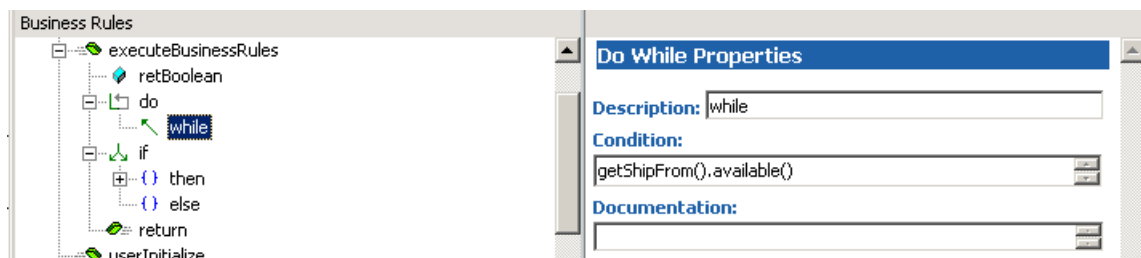 Business Rules
executeBusinessRules
retBoolean
do
while
if
{ } then
{ } else
return
userInitialize
Do While Properties
Description: while
Condition:
getShipFrom().available()
Documentation: